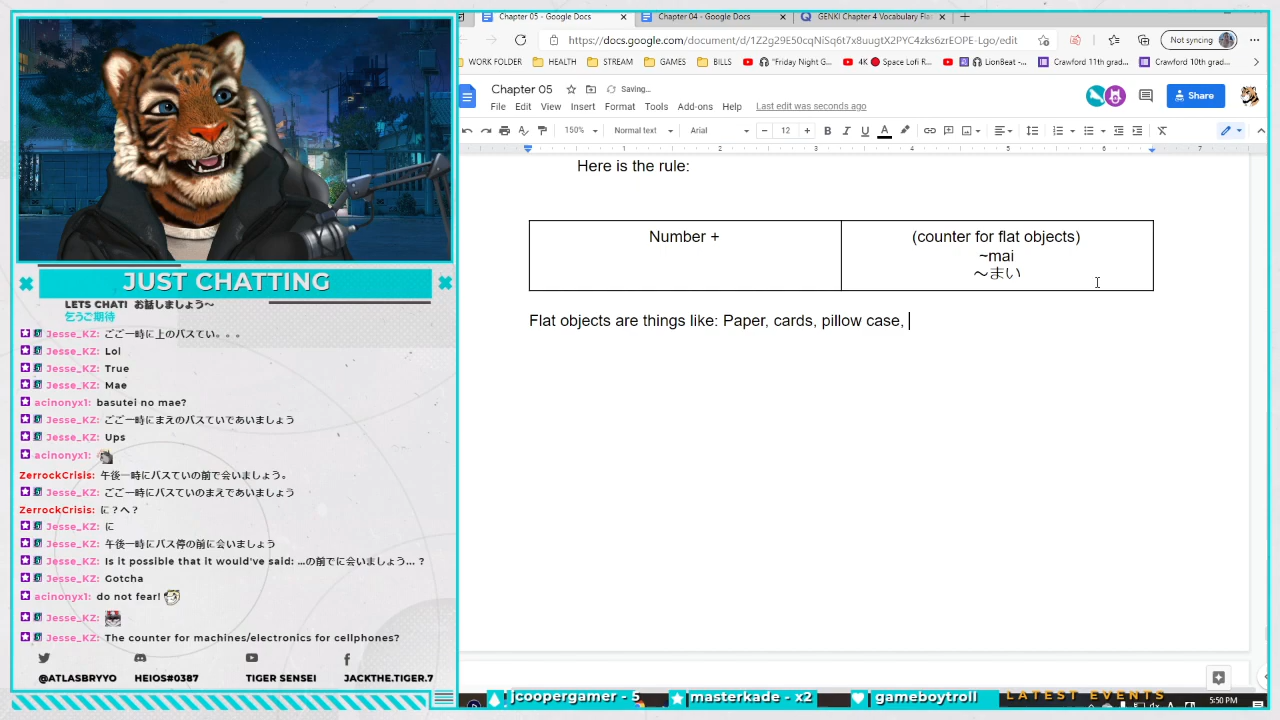 Chapter 05 - Google Docs
Chapter 04 - Google Docs
GENKI Chapter 4 Vocabulary Fla
https://docs.google.com/document/d/1Z2g29E50cqNiSq6t7x8uugtX2PYC4zks6zrEOPE-Lgo/edit
Not syncing
WORK FOLDER
HEALTH
STREAM
GAMES
BILLS
"Friday Night G...
4K
Space Lofi R...
LionBeat -...
Crawford 11th grad...
Crawford 10th grad...
Chapter 05
Saving...
File Edit View Insert Format Tools Add-ons Help Last edit was seconds ago
Share
150% Normal text Arial 12
Here is the rule:
Number +
(counter for flat objects)
~mai
～まい
Flat objects are things like: Paper, cards, pillow case,
JUST CHATTING
LETS CHAT! お話しましょう～
乞うご期待
Jesse_KZ: ごご一時に上のバスてい。。。
Jesse_KZ: Lol
Jesse_KZ: True
Jesse_KZ: Mae
acinonyx1: basutei no mae?
Jesse_KZ: ごご一時にまえのバスていであいましょう
Jesse_KZ: Ups
acinonyx1:
ZerrockCrisis: 午後一時にバスていの前で会いましょう。
Jesse_KZ: ごご一時にバスていのまえであいましょう
ZerrockCrisis: に？へ？
Jesse_KZ: に
Jesse_KZ: 午後一時にバス停の前に会いましょう
Jesse_KZ: Is it possible that it would've said: ...の前でに会いましょう... ?
Jesse_KZ: Gotcha
acinonyx1: do not fear!
Jesse_KZ:
Jesse_KZ: The counter for machines/electronics for cellphones?
@ATLASBRYYO
HEIOS#0387
TIGER SENSEI
JACKTHE.TIGER.7
jcoopergamer - 5
masterkade - x2
gameboytroll
5:50 PM